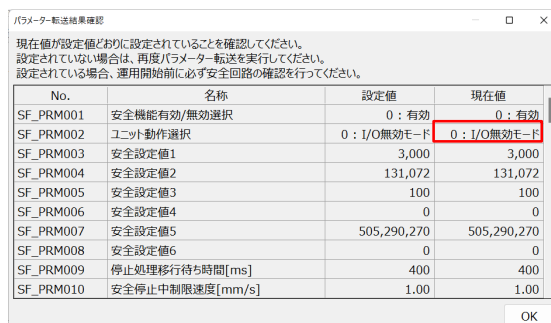 パラメーター転送結果確認
現在値が設定値どおりに設定されていることを確認してください。
設定されていない場合は、再度パラメーター転送を実行してください。
設定されている場合、運用開始前に必ず安全回路の確認を行ってください。
No. 名称 設定値 現在値
SF_PRM001 安全機能有効/無効選択 0：有効 0：有効
SF_PRM002 ユニット動作選択 0：I/O無効モード 0：I/O無効モード
SF_PRM003 安全設定値1 3,000 3,000
SF_PRM004 安全設定値2 131,072 131,072
SF_PRM005 安全設定値3 100 100
SF_PRM006 安全設定値4 0 0
SF_PRM007 安全設定値5 505,290,270 505,290,270
SF_PRM008 安全設定値6 0 0
SF_PRM009 停止処理移行待ち時間[ms] 400 400
SF_PRM010 安全停止中制限速度[mm/s] 1.00 1.00
OK